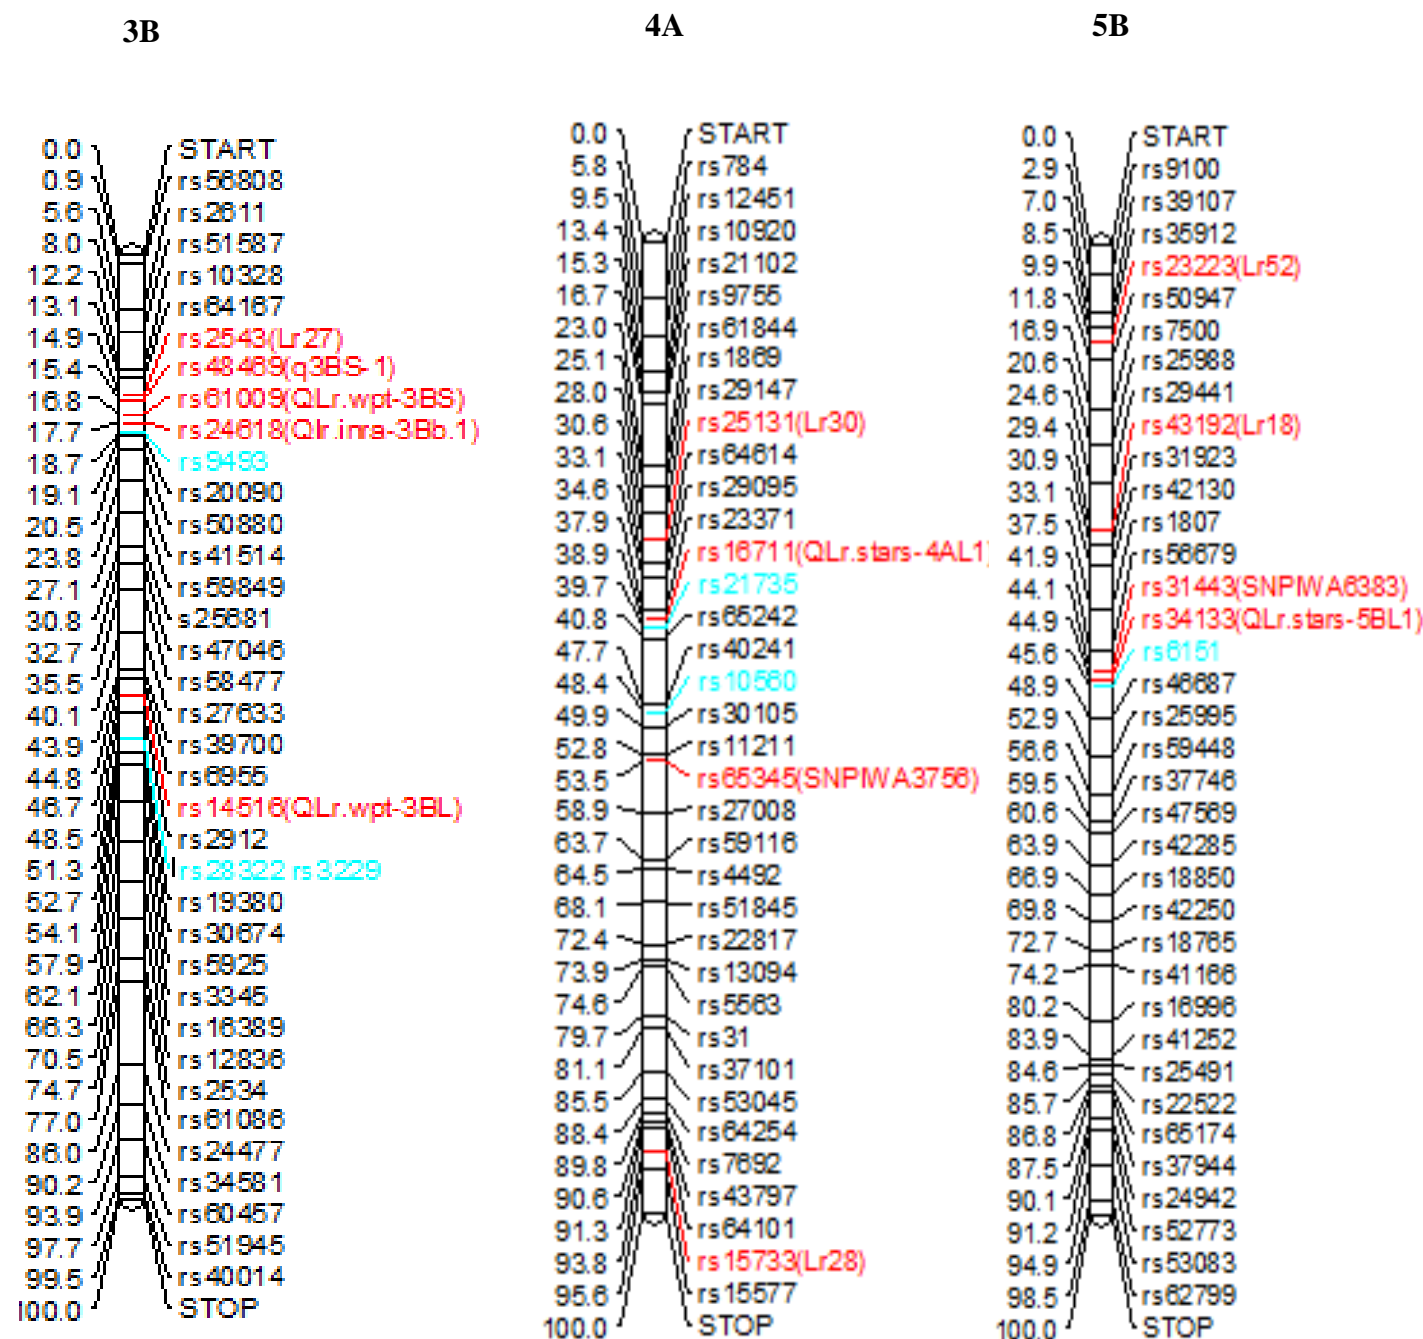 3B
0.0 START
0.9 rs56808
5.6 rs2611
8.0 rs51587
12.2 rs10328
13.1 rs64167
14.9 rs2543(Lr27)
15.4 rs48469(q3BS-1)
16.8 rs61009(QLr.wpt-3BS)
17.7 rs24618(Qlr.inra-3Bb.1)
18.7 rs9493
19.1 rs20090
20.5 rs50880
23.8 rs41514
27.1 rs59849
30.8 s25681
32.7 rs47046
35.5 rs58477
40.1 rs27633
43.9 rs39700
44.8 rs6955
46.7 rs14516(QLr.wpt-3BL)
48.5 rs2912
51.3 rs28322 rs3229
52.7 rs19380
54.1 rs30674
57.9 rs5925
62.1 rs3345
66.3 rs16389
70.5 rs12836
74.7 rs2534
77.0 rs61086
86.0 rs24477
90.2 rs34581
93.9 rs60457
97.7 rs51945
99.5 rs40014
100.0 STOP
4A
0.0 START
5.8 rs784
9.5 rs12451
13.4 rs10920
15.3 rs21102
16.7 rs9755
23.0 rs61844
25.1 rs1869
28.0 rs29147
30.6 rs25131(Lr30)
33.1 rs64614
34.6 rs29095
37.9 rs23371
38.9 rs16711(QLr.stars-4AL1)
39.7 rs21735
40.8 rs65242
47.7 rs40241
48.4 rs10560
49.9 rs30105
52.8 rs11211
53.5 rs65345(SNPIWA3756)
58.9 rs27008
63.7 rs59116
64.5 rs4492
68.1 rs51845
72.4 rs22817
73.9 rs13094
74.6 rs5563
79.7 rs31
81.1 rs37101
85.5 rs53045
88.4 rs64254
89.8 rs7692
90.6 rs43797
91.3 rs64101
93.8 rs15733(Lr28)
95.6 rs15577
100.0 STOP
5B
0.0 START
2.9 rs9100
7.0 rs39107
8.5 rs35912
9.9 rs23223(Lr52)
11.8 rs50947
16.9 rs7500
20.6 rs25988
24.6 rs29441
29.4 rs43192(Lr18)
30.9 rs31923
33.1 rs42130
37.5 rs1807
41.9 rs56679
44.1 rs31443(SNPIWA6383)
44.9 rs34133(QLr.stars-5BL1)
45.6 rs6151
48.9 rs46687
52.9 rs25995
56.6 rs59448
59.5 rs37746
60.6 rs47569
63.9 rs42285
66.9 rs18850
69.8 rs42250
72.7 rs18765
74.2 rs41166
80.2 rs16996
83.9 rs41252
84.6 rs25491
85.7 rs22522
86.8 rs65174
87.5 rs37944
90.1 rs24942
91.2 rs52773
94.9 rs53083
98.5 rs62799
100.0 STOP